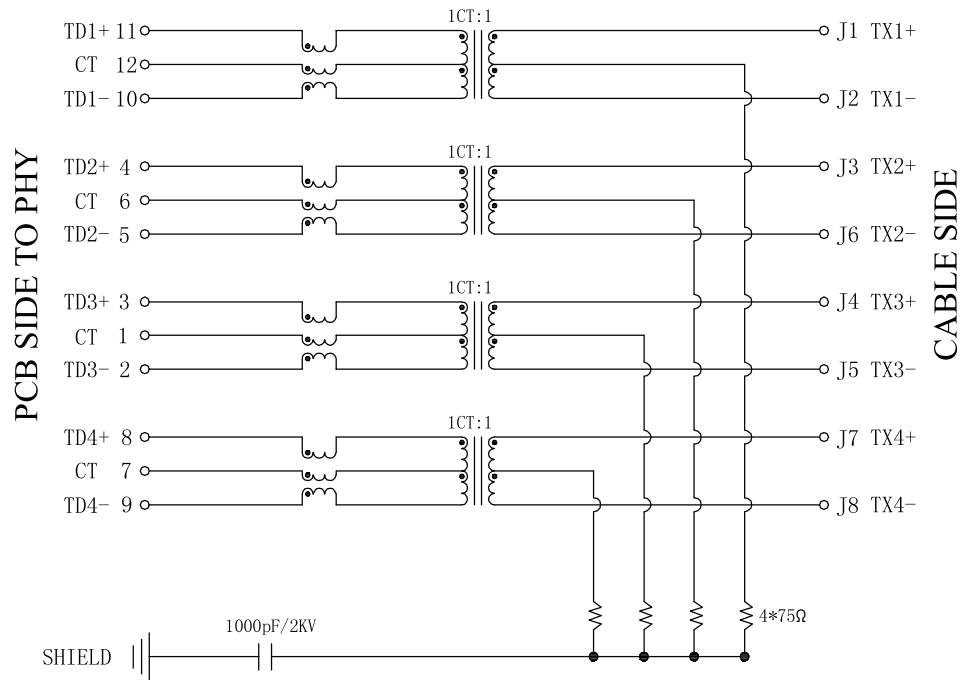 1CT:1
TD1+ 11 J1 TX1+
CT 12
TD1- 10 J2 TX1-
1CT:1
TD2+ 4 J3 TX2+
CT 6
TD2- 5 J6 TX2-
1CT:1
TD3+ 3 J4 TX3+
CT 1
TD3- 2 J5 TX3-
1CT:1
TD4+ 8 J7 TX4+
CT 7
TD4- 9 J8 TX4-
PCB SIDE TO PHY
CABLE SIDE
4*75Ω
1000pF/2KV
SHIELD